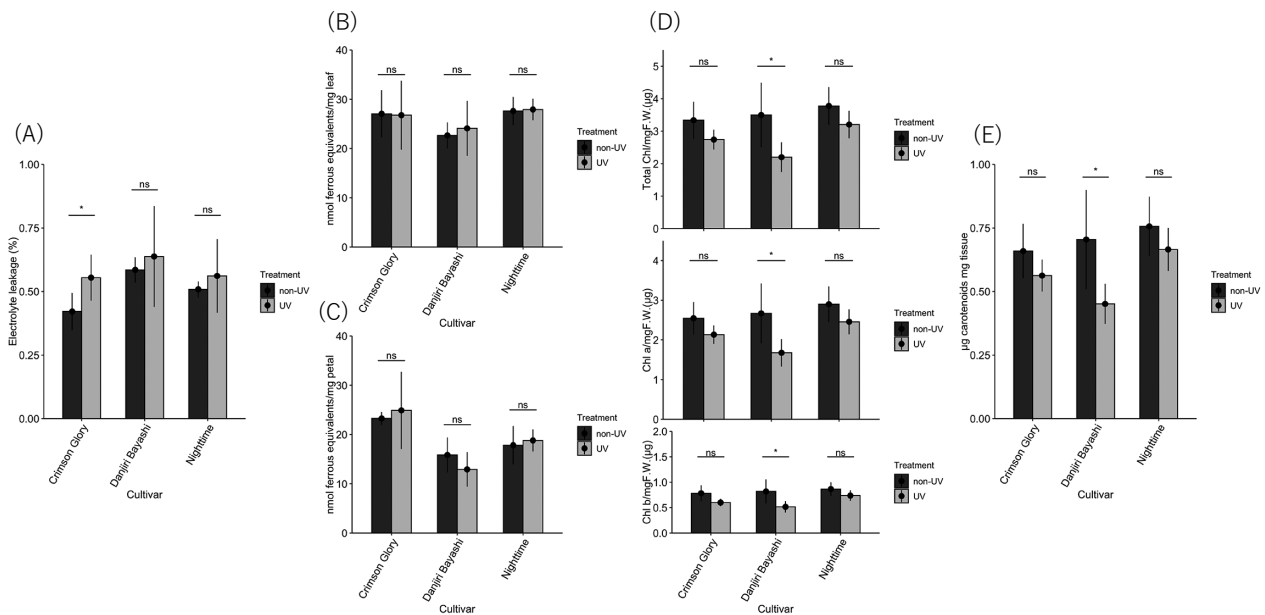 (A)
Electrolyte leakage (%)
1.00
0.75
0.50
0.25
0.00
*
ns
ns
Crimson Glory
Danjiri Bayashi
Nighttime
Cultivar
Treatment
non-UV
UV
(B)
nmol ferrous equivalents/mg leaf
40
30
20
10
0
ns
ns
ns
Crimson Glory
Danjiri Bayashi
Nighttime
Cultivar
Treatment
non-UV
UV
(C)
nmol ferrous equivalents/mg petal
40
30
20
10
0
ns
ns
ns
Crimson Glory
Danjiri Bayashi
Nighttime
Cultivar
Treatment
non-UV
UV
(D)
Total Chl/mgF.W.(μg)
5
4
3
2
1
0
ns
*
ns
Treatment
non-UV
UV
Chl a/mgF.W.(μg)
4
3
2
1
0
ns
*
ns
Treatment
non-UV
UV
Chl b/mgF.W.(μg)
2.0
1.5
1.0
0.5
0.0
ns
*
ns
Crimson Glory
Danjiri Bayashi
Nighttime
Cultivar
Treatment
non-UV
UV
(E)
μg carotenoids mg tissue
1.00
0.75
0.50
0.25
0.00
ns
*
ns
Crimson Glory
Danjiri Bayashi
Nighttime
Cultivar
Treatment
non-UV
UV